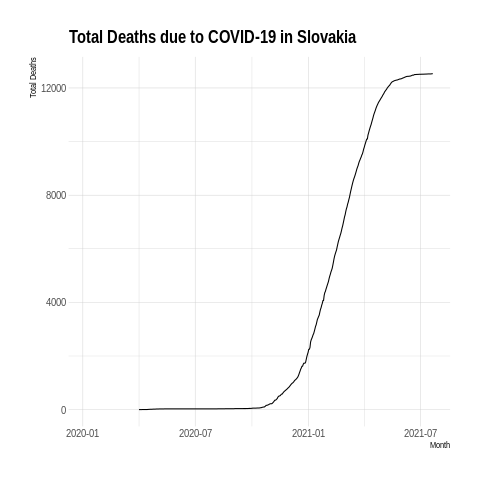 Total Deaths due to COVID-19 in Slovakia
Total Deaths
12000
8000
4000
0
2020-01 2020-07 2021-01 2021-07
Month